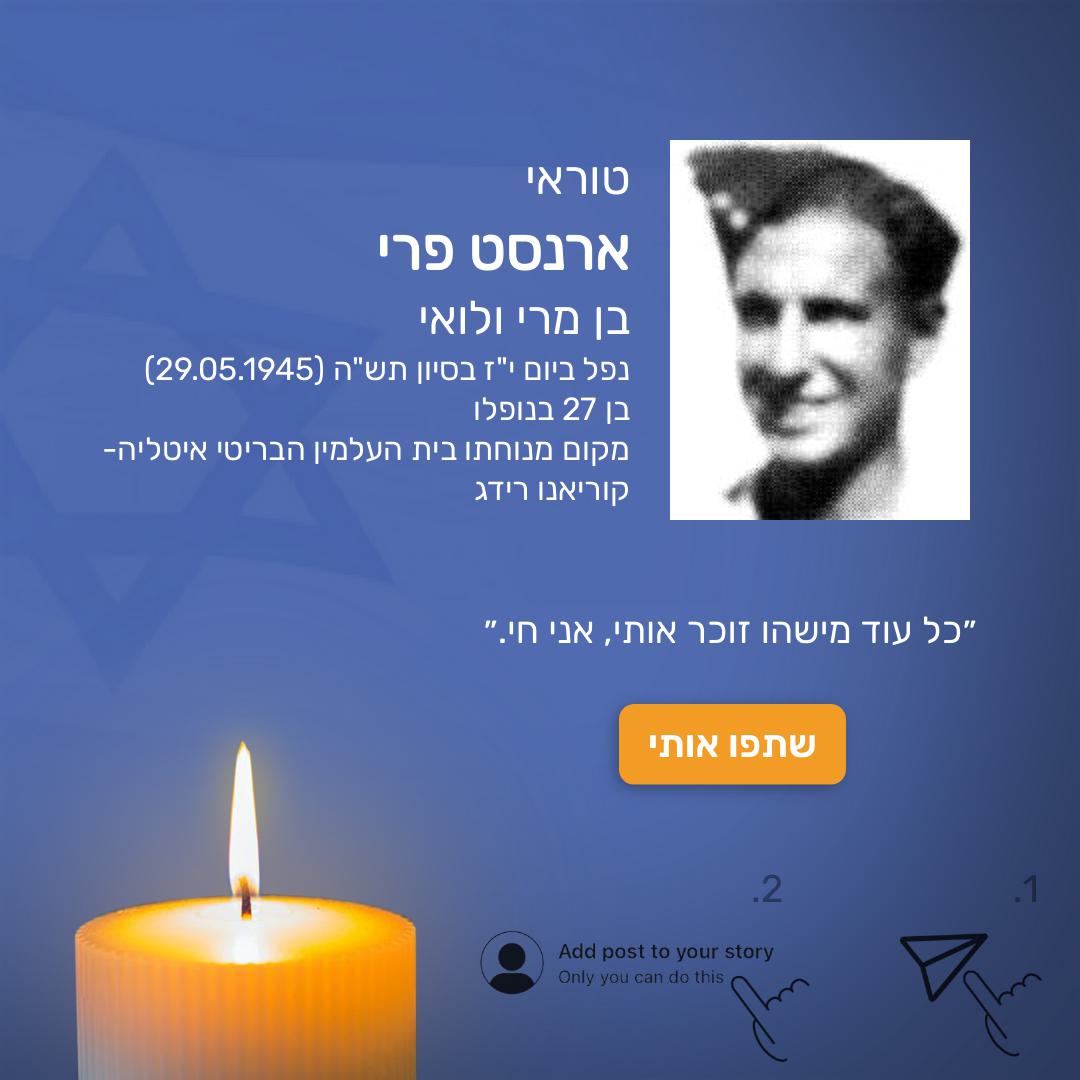 טוראי
ארנסט פרי
בן מרי ולואי
נפל ביום י"ז בסיון תש"ה (29.05.1945)
בן 27 בנופלו
מקום מנוחתו בית העלמין הבריטי איטליה-
קוריאנו רידג
״כל עוד מישהו זוכר אותי, אני חי.״
שתפו אותי
1.
2.
Add post to your story
Only you can do this